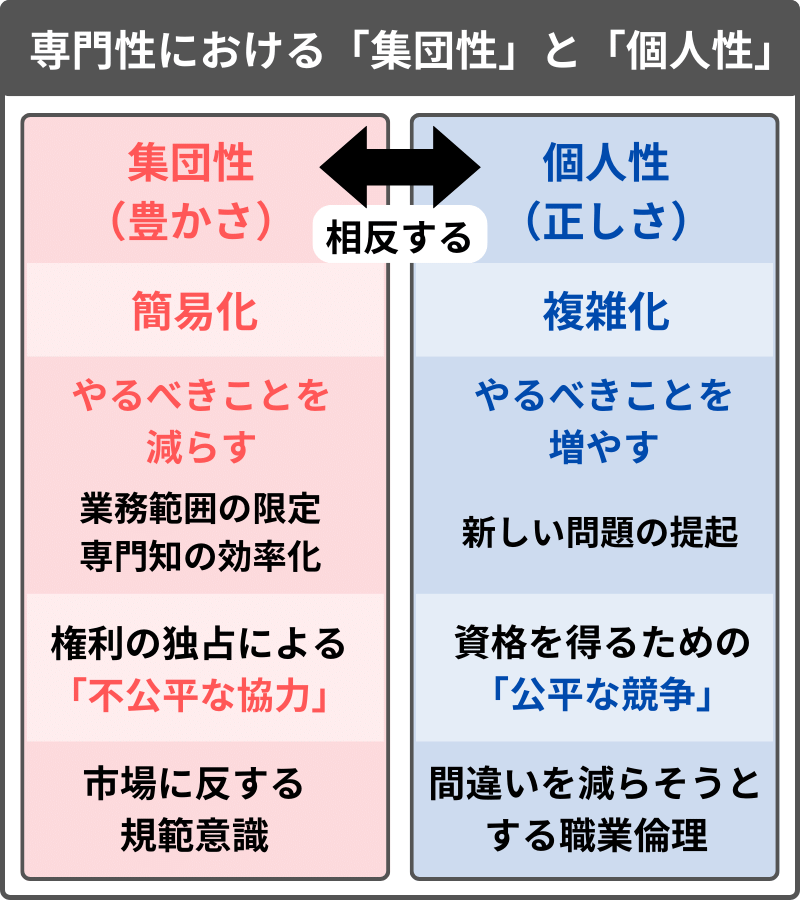 専門性における「集団性」と「個人性」
集団性
（豊かさ）
相反する
個人性
（正しさ）
簡易化
複雑化
やるべきことを
減らす
業務範囲の限定
専門知の効率化
やるべきことを
増やす
新しい問題の提起
権利の独占による
「不公平な協力」
資格を得るための
「公平な競争」
市場に反する
規範意識
間違いを減らそうと
する職業倫理